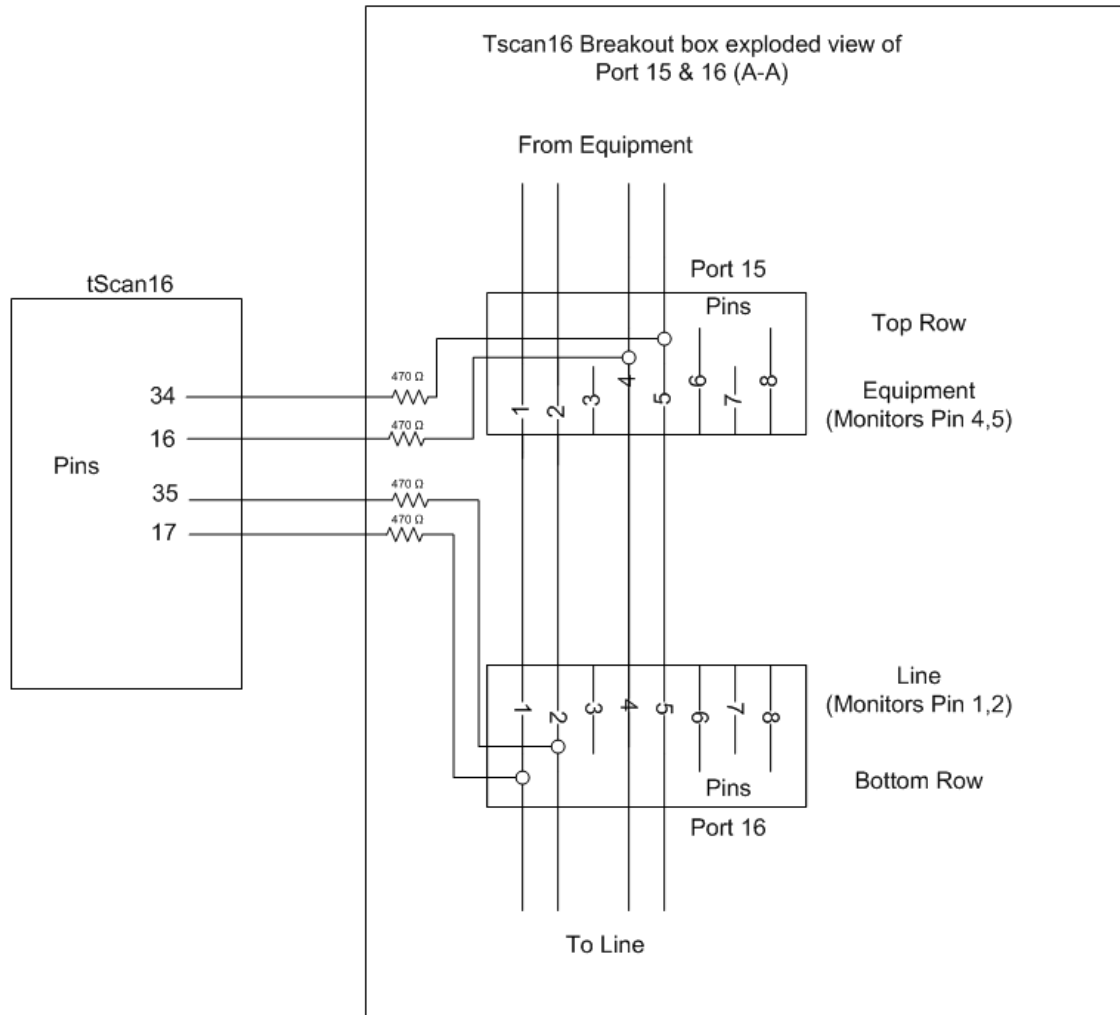 Tscan16 Breakout box exploded view of
Port 15 & 16 (A-A)
From Equipment
Port 15
Pins
Top Row
Equipment
(Monitors Pin 4,5)
1 2 3 4 5 6 7 8
tScan16
Pins
34
16
35
17
470 Ω
470 Ω
470 Ω
470 Ω
Line
(Monitors Pin 1,2)
1 2 3 4 5 6 7 8
Pins
Bottom Row
Port 16
To Line